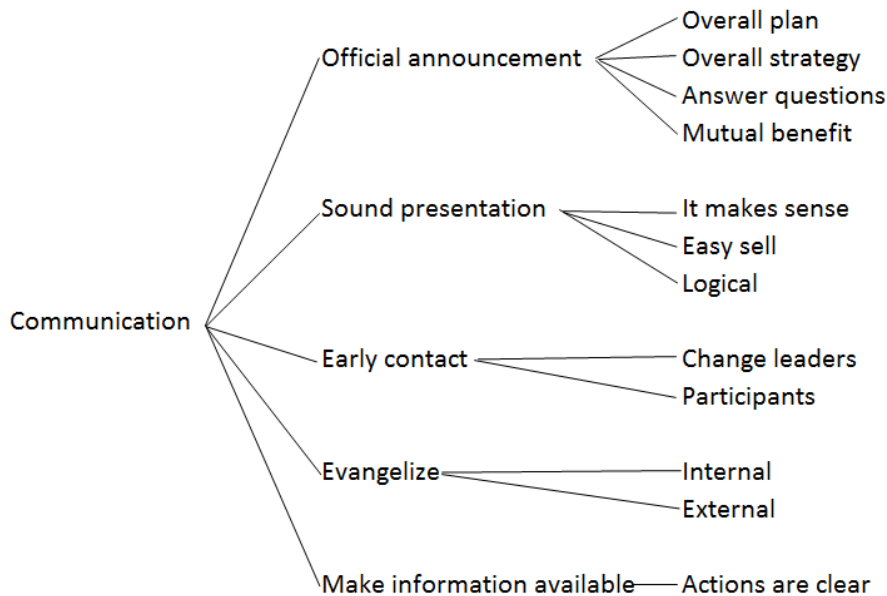 Communication
Official announcement
Overall plan
Overall strategy
Answer questions
Mutual benefit
Sound presentation
It makes sense
Easy sell
Logical
Early contact
Change leaders
Participants
Evangelize
Internal
External
Make information available
Actions are clear